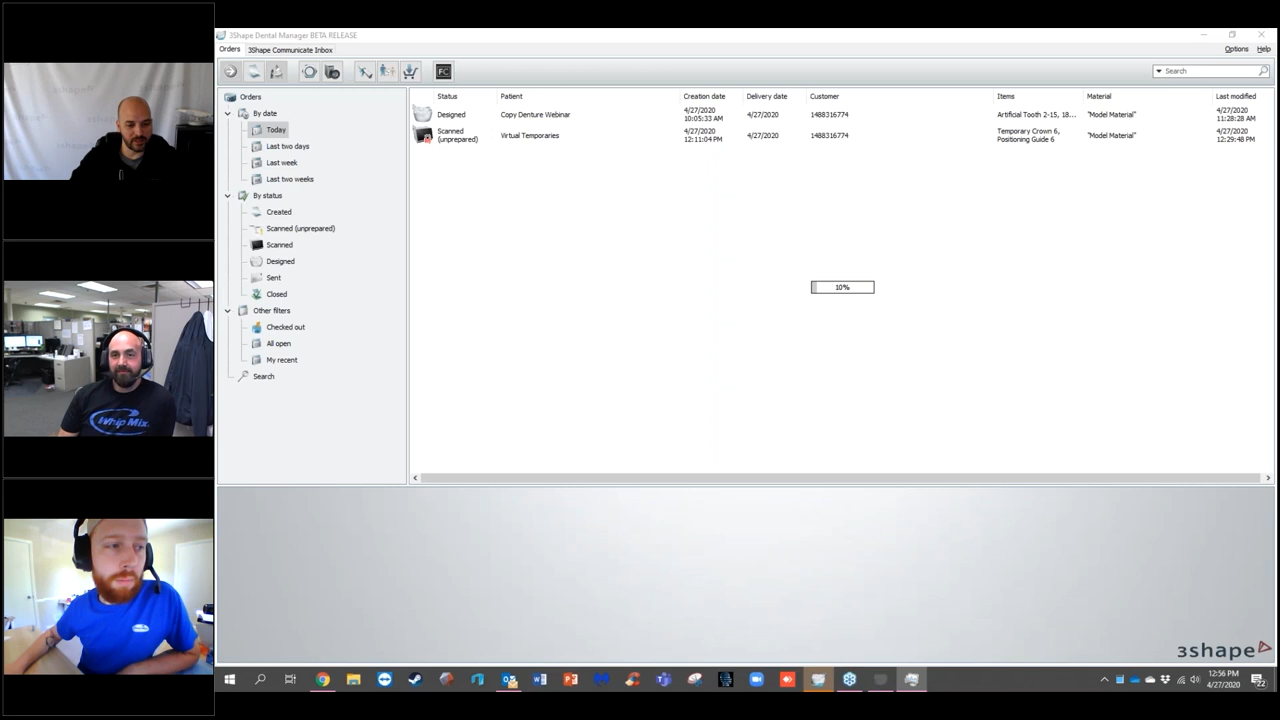 3Shape Dental Manager BETA RELEASE
Orders 3Shape Communicate Inbox Options Help
FC Search
Orders
By date
Today
Last two days
Last week
Last two weeks
By status
Created
Scanned (unprepared)
Scanned
Designed
Sent
Closed
Other filters
Checked out
All open
My recent
Search
Status Patient Creation date Delivery date Customer Items Material Last modified
Designed Copy Denture Webinar 4/27/2020 10:05:33 AM 4/27/2020 1488316774 Artificial Tooth 2-15, 18... "Model Material" 4/27/2020 11:28:28 AM
Scanned (unprepared) Virtual Temporaries 4/27/2020 12:11:04 PM 4/27/2020 1488316774 Temporary Crown 6, Positioning Guide 6 "Model Material" 4/27/2020 12:29:48 PM
10%
Whip Mix
3shape
12:56 PM
4/27/2020
22